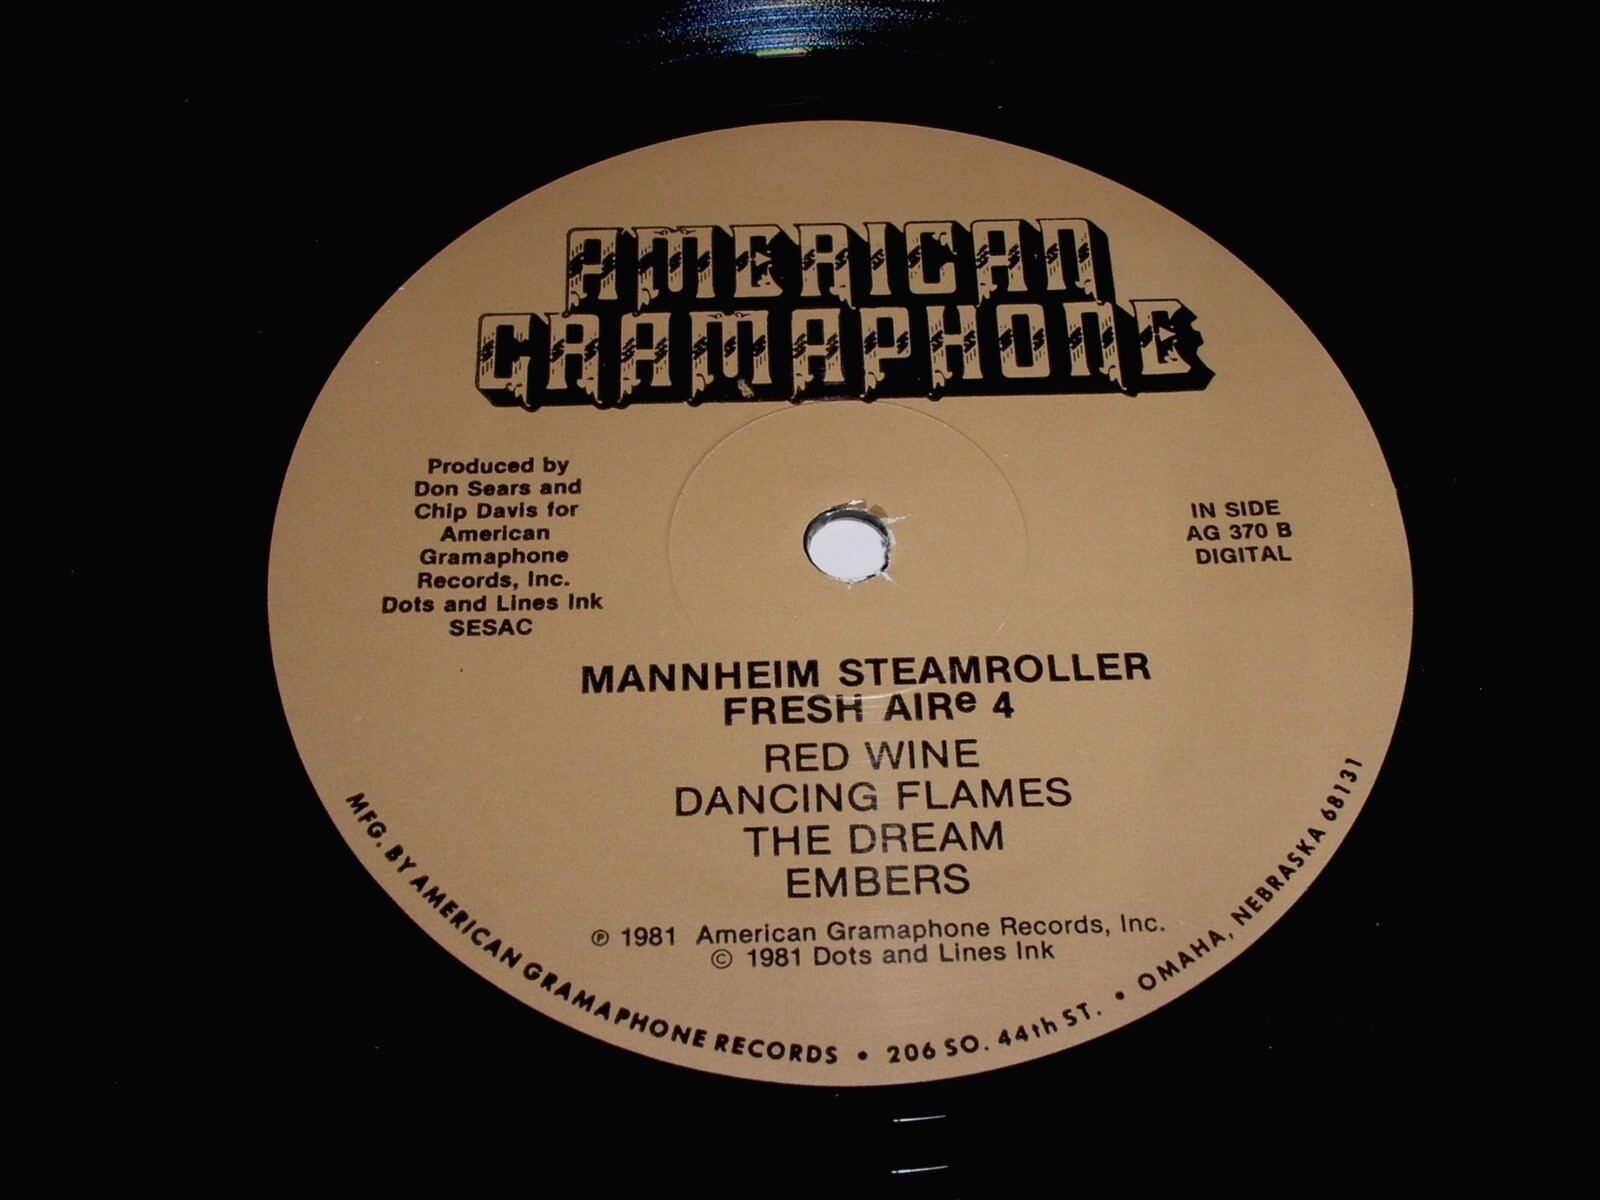 AMERICAN
GRAMAPHONE
Produced by
Don Sears and
Chip Davis for
American
Gramaphone
Records, Inc.
Dots and Lines Ink
SESAC
IN SIDE
AG 370 B
DIGITAL
MANNHEIM STEAMROLLER
FRESH AIRe 4
RED WINE
DANCING FLAMES
THE DREAM
EMBERS
℗ 1981 American Gramaphone Records, Inc.
© 1981 Dots and Lines Ink
MFG. BY AMERICAN GRAMAPHONE RECORDS • 206 SO. 44th ST. • OMAHA, NEBRASKA 68131